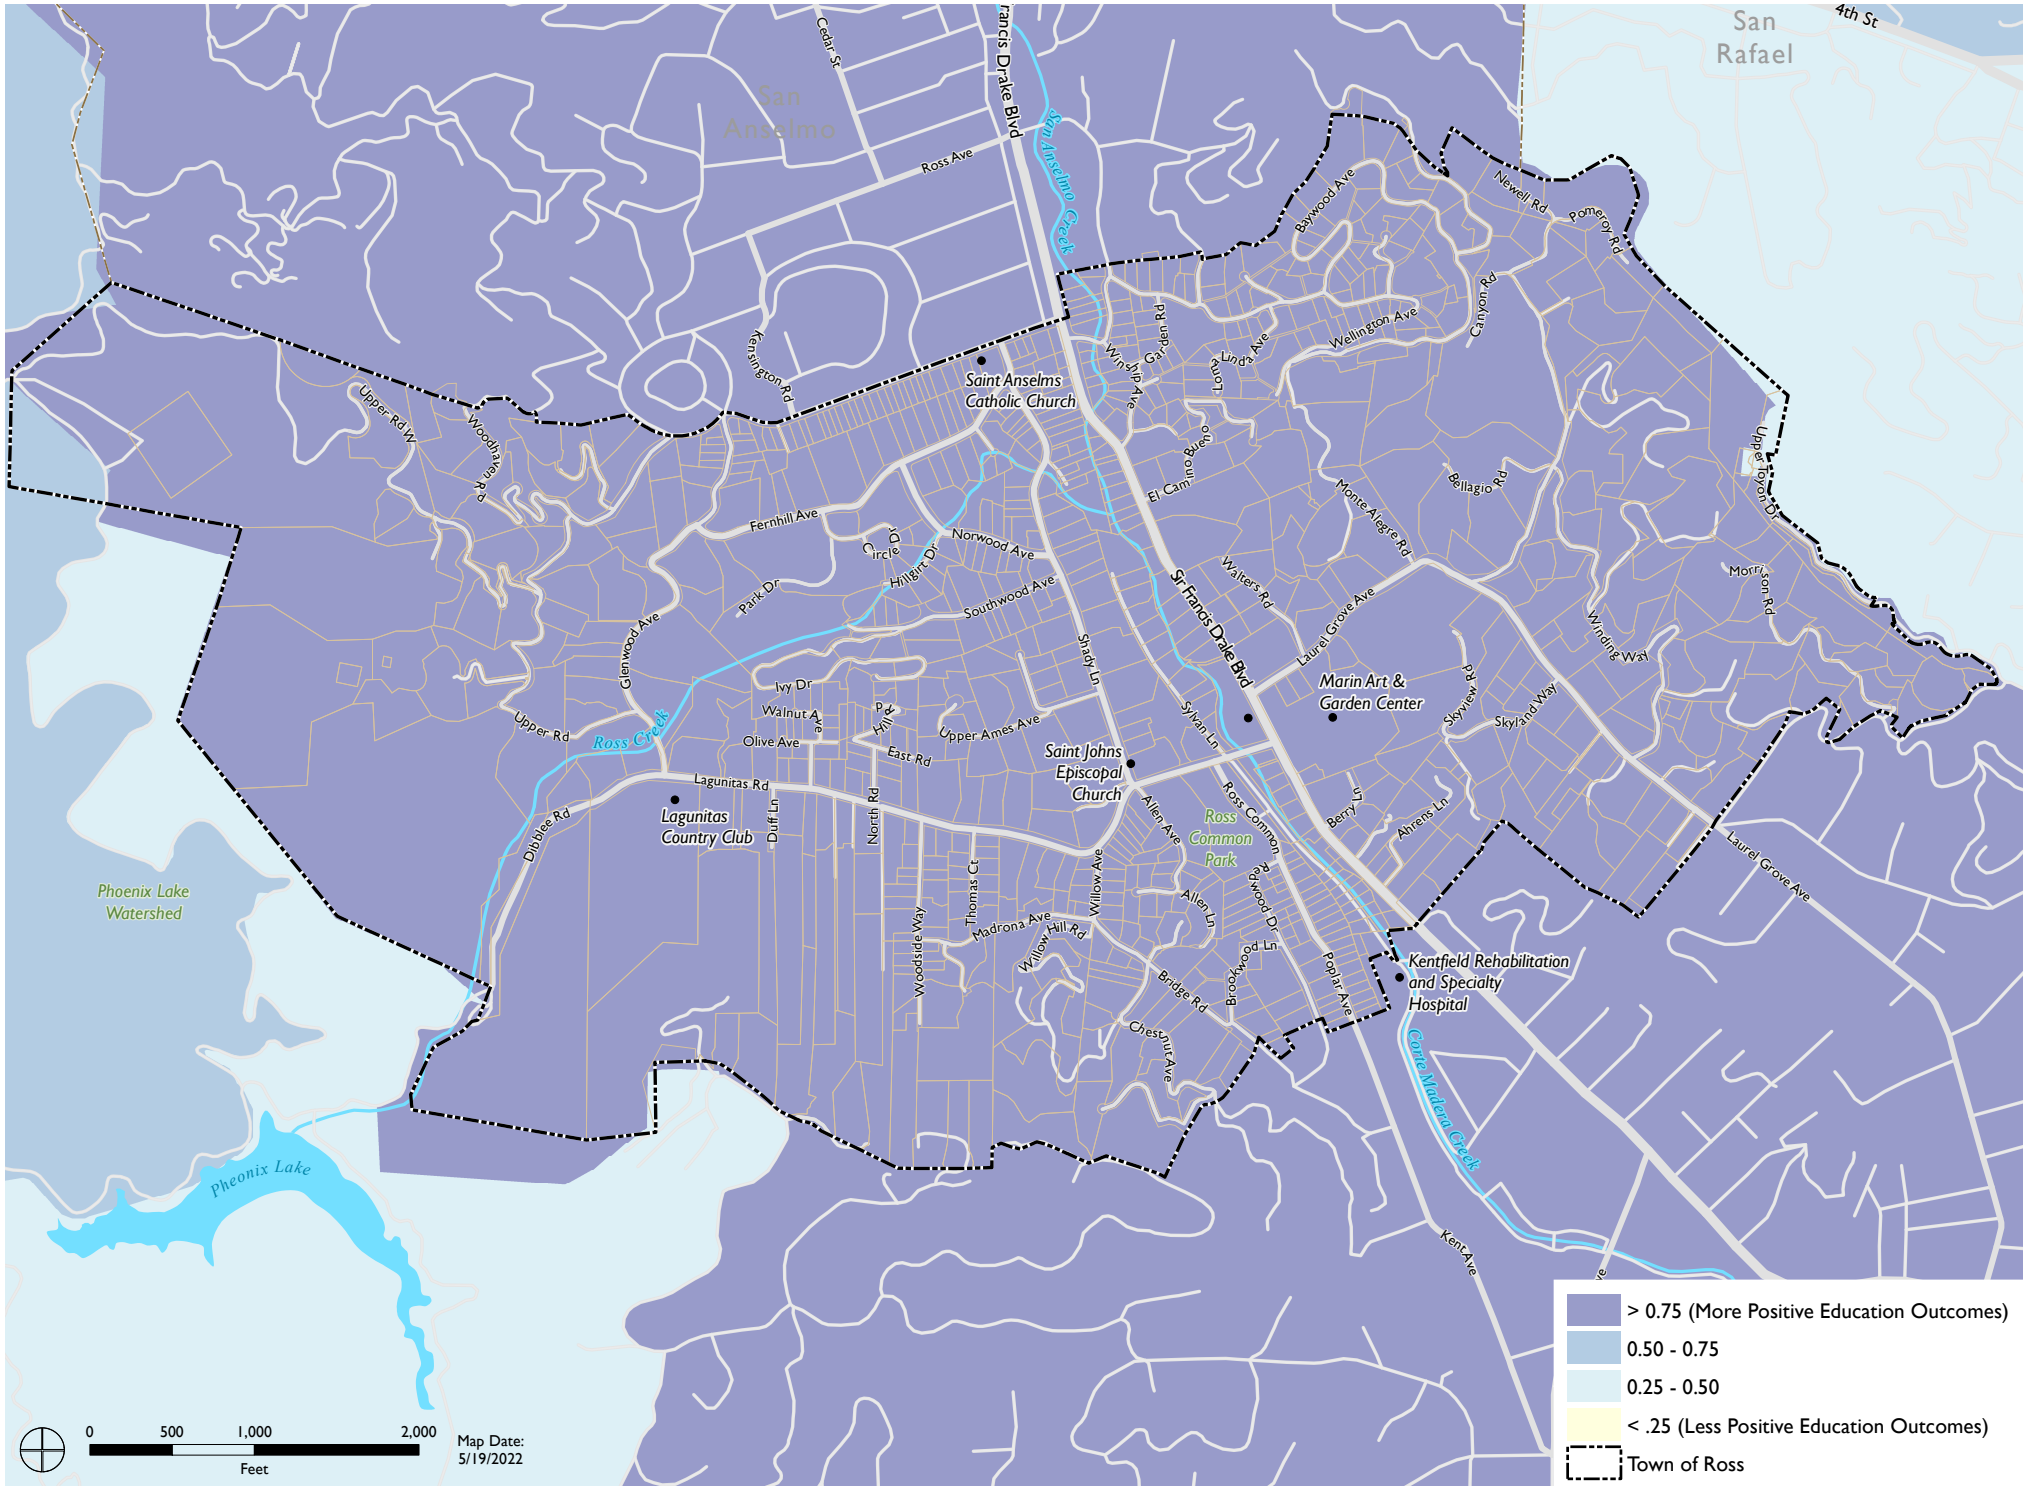 4th St
San
Rafael
Cedar St
rancis Drake Blvd
San
Anselmo
San Anselmo Creek
Ross Ave
Baywood Ave
Newell Rd
Pomeroy Rd
Canyon Rd
Wellington Ave
Garden Rd
Winship Ave
Loma Linda Ave
Kensington Rd
Saint Anselms
Catholic Church
Upper Rd W
Woodhaven Rd
El Camino Bueno
Bellagio Rd
Upper Toyon Dr
Monte Alegre Rd
Fernhill Ave
Circle Dr
Norwood Ave
Hillgirt Dr
Park Dr
Southwood Ave
Walters Rd
Sir Francis Drake Blvd
Laurel Grove Ave
Morrison Rd
Winding Way
Glenwood Ave
Shady Ln
Ivy Dr
Walnut Ave
Hill Rd
Olive Ave
East Rd
Upper Ames Ave
Sylvan Ln
Marin Art &
Garden Center
Skyview Rd
Skyland Way
Upper Rd
Ross Creek
Saint Johns
Episcopal
Church
Lagunitas Rd
Lagunitas
Country Club
Duff Ln
North Rd
Dibblee Rd
Allen Ave
Ross Common
Ross
Common
Park
Berry Ln
Ahrens Ln
Laurel Grove Ave
Phoenix Lake
Watershed
Woodside Way
Thomas Ct
Madrona Ave
Willow Ave
Willow Hill Rd
Allen Ln
Redwood Dr
Brookwood Ln
Bridge Rd
Poplar Ave
Chestnut Ave
Kentfield Rehabilitation
and Specialty
Hospital
Corte Madera Creek
Pheonix Lake
Kent Ave
ve
0 500 1,000 2,000
Feet
Map Date:
5/19/2022
> 0.75 (More Positive Education Outcomes)
0.50 - 0.75
0.25 - 0.50
< .25 (Less Positive Education Outcomes)
Town of Ross